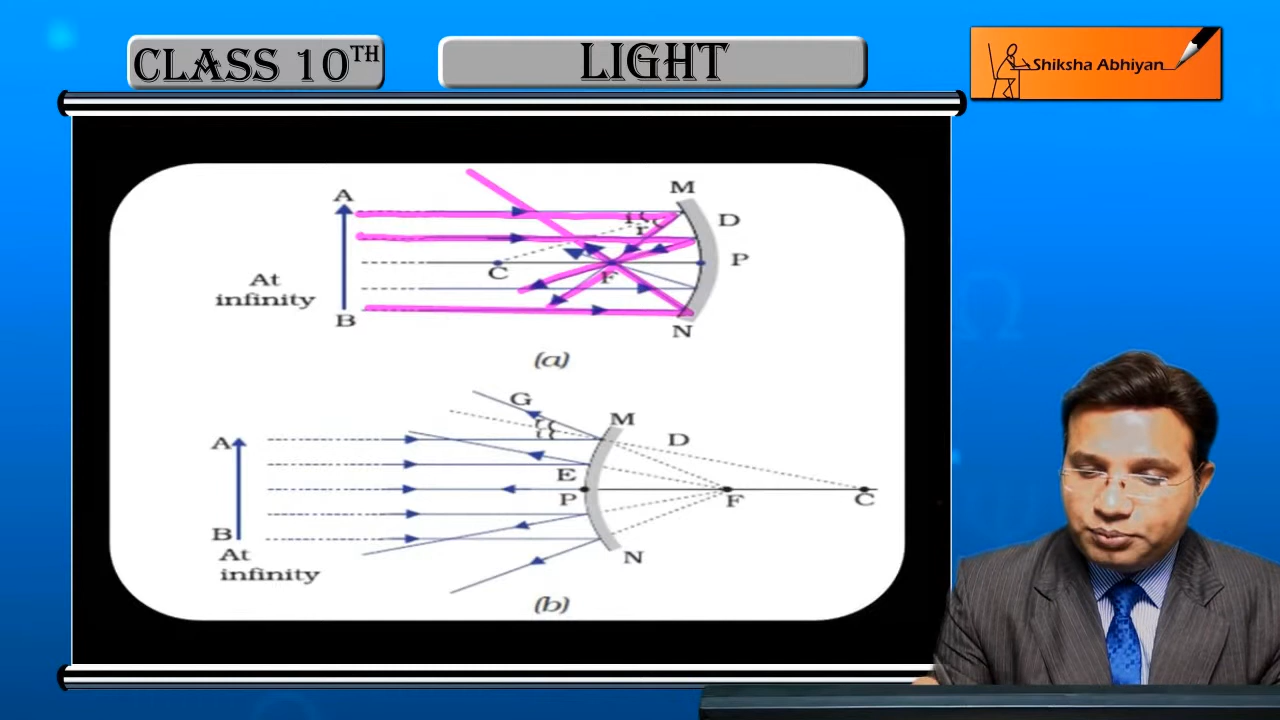 CLASS 10TH
LIGHT
Shiksha Abhiyan
A
M
D
i
r
P
C
F
At
infinity
B
N
(a)
G
M
A
r
i
D
E
P
F
C
B
At
infinity
N
(b)